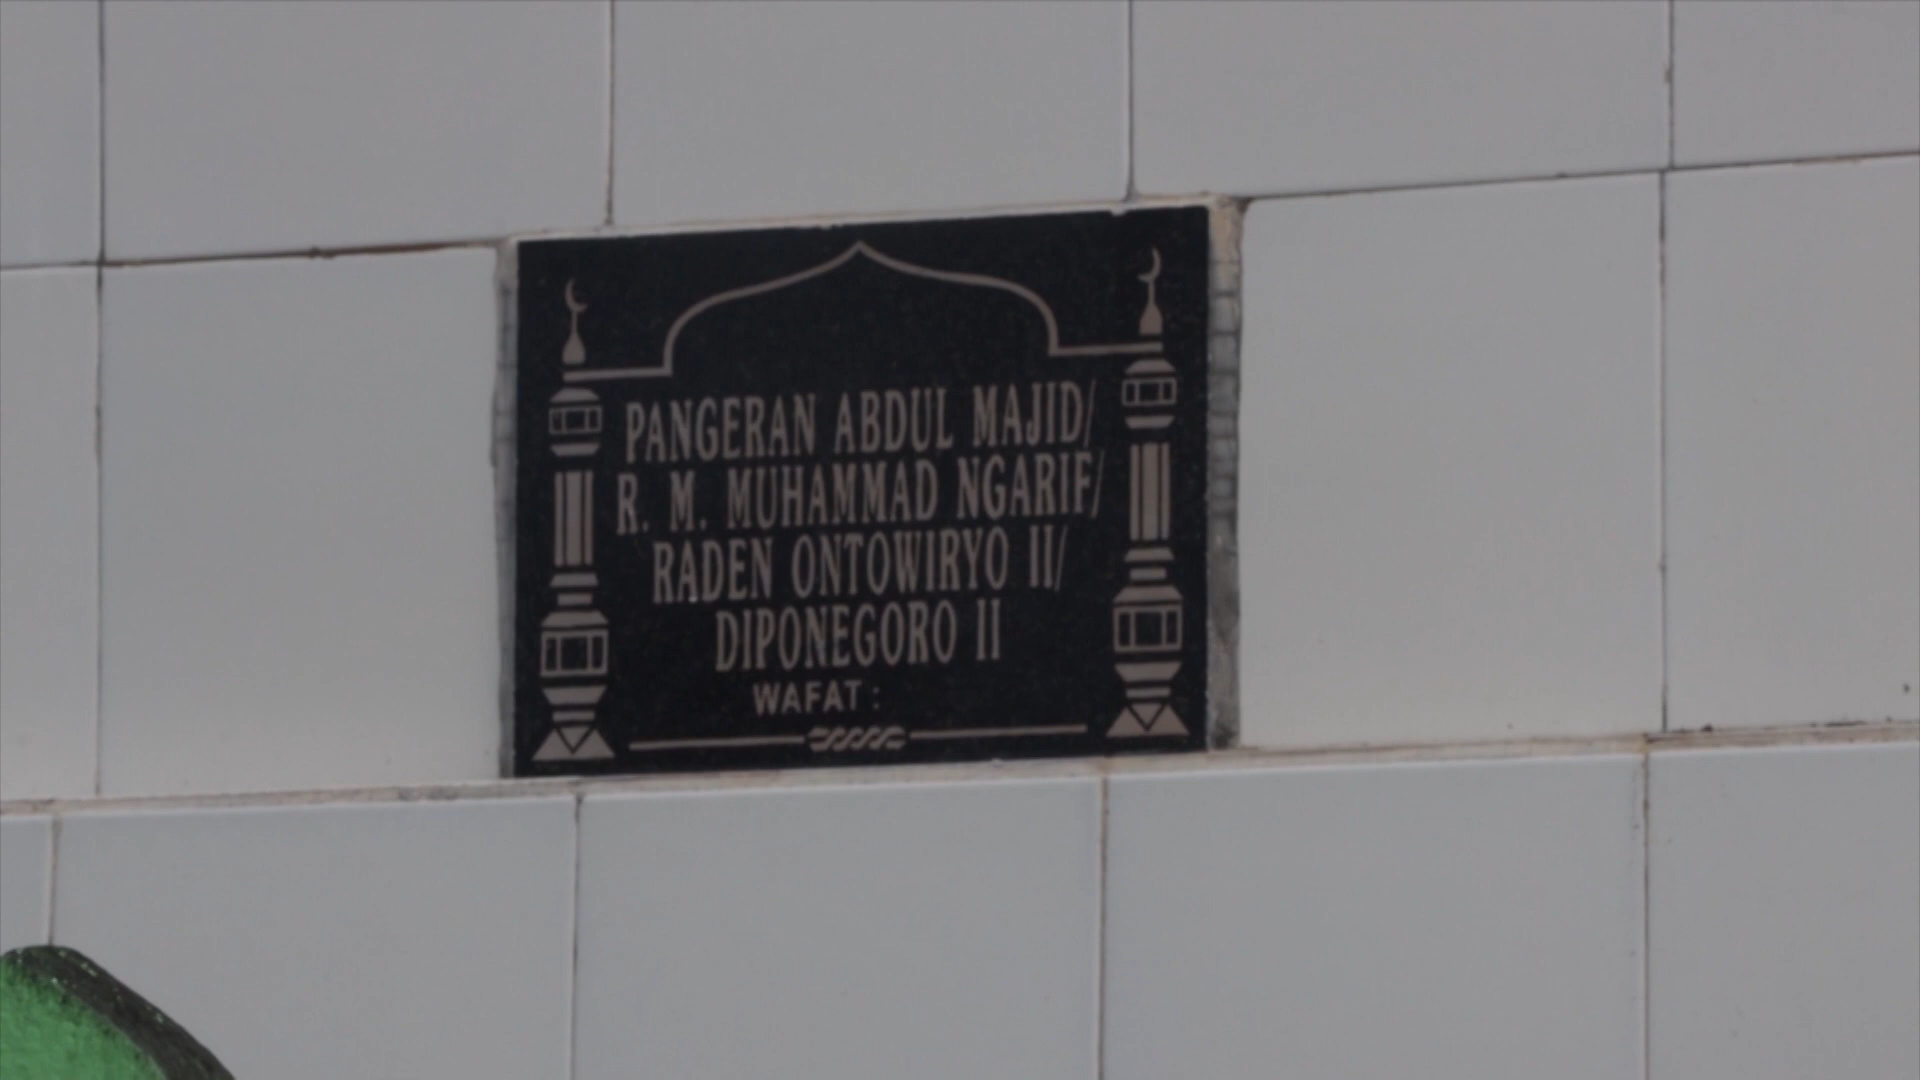 PANGERAN ABDUL MAJID/
R. M. MUHAMMAD NGARIF/
RADEN ONTOWIRYO II/
DIPONEGORO II
WAFAT :